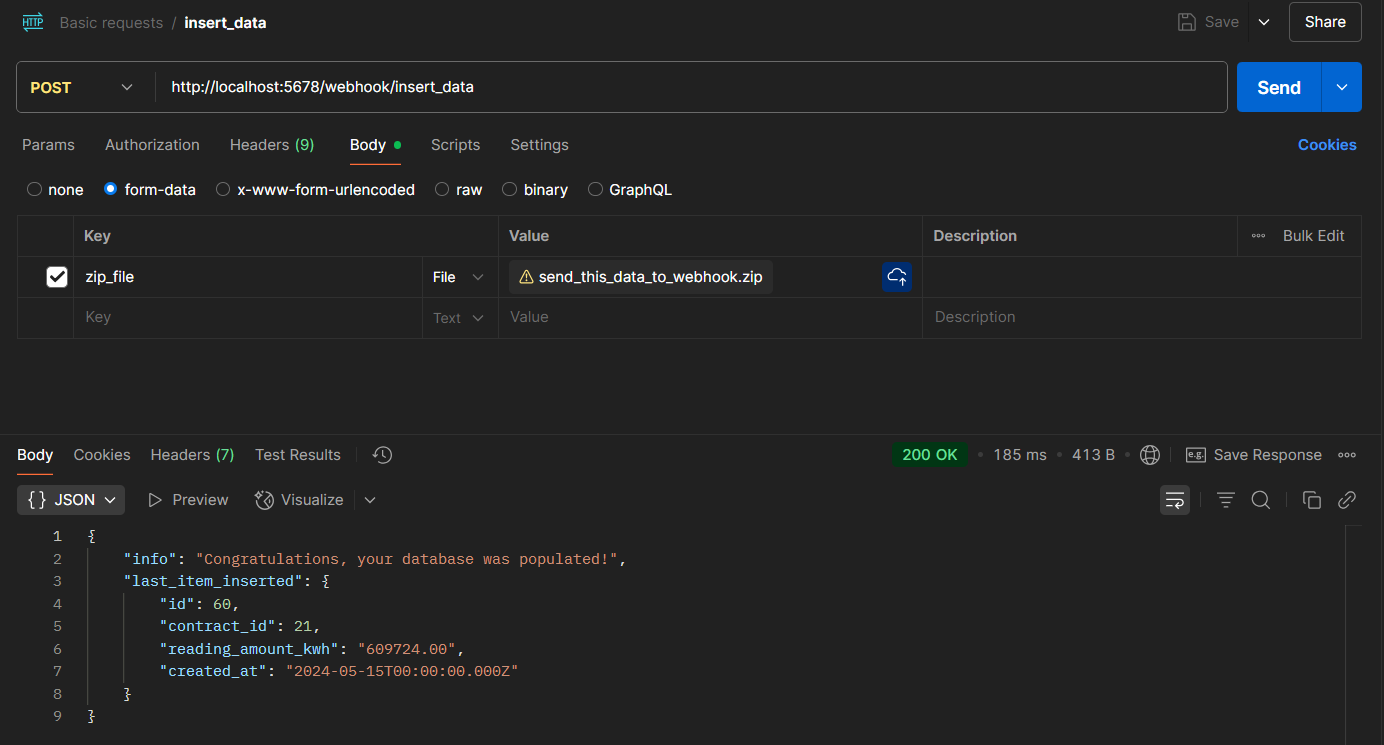 HTTP Basic requests / insert_data Save Share
POST http://localhost:5678/webhook/insert_data Send
Params Authorization Headers (9) Body Scripts Settings Cookies
none form-data x-www-form-urlencoded raw binary GraphQL
Key Value Description Bulk Edit
zip_file File send_this_data_to_webhook.zip
Key Text Value Description
Body Cookies Headers (7) Test Results 200 OK 185 ms 413 B e.g. Save Response
{} JSON Preview Visualize
1 {
2 "info": "Congratulations, your database was populated!",
3 "last_item_inserted": {
4 "id": 60,
5 "contract_id": 21,
6 "reading_amount_kwh": "609724.00",
7 "created_at": "2024-05-15T00:00:00.000Z"
8 }
9 }